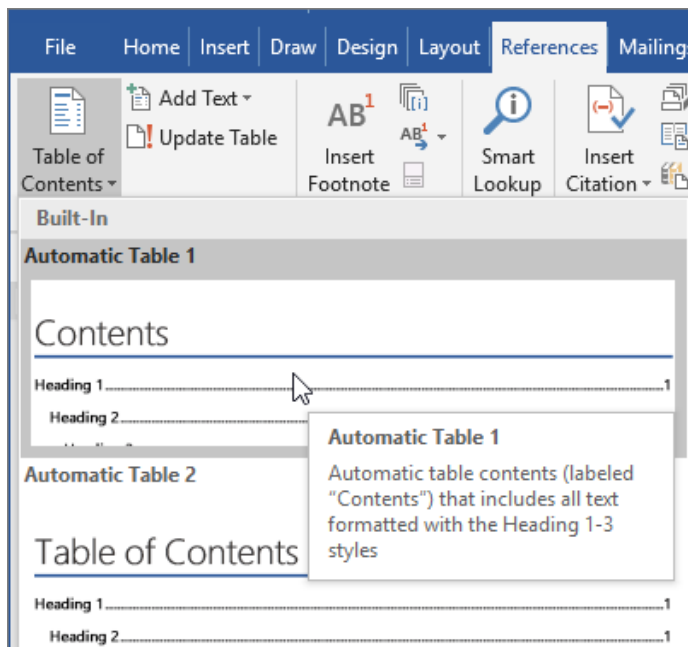 File Home Insert Draw Design Layout References Mailing
Table of Contents
Add Text
Update Table
AB1
Insert Footnote
[i]
AB1
Smart Lookup
(-)
Insert Citation
Built-In
Automatic Table 1
Contents
Heading 1 1
Heading 2
Automatic Table 1
Automatic table contents (labeled
“Contents”) that includes all text
formatted with the Heading 1-3
styles
Automatic Table 2
Table of Contents
Heading 1 1
Heading 2 1